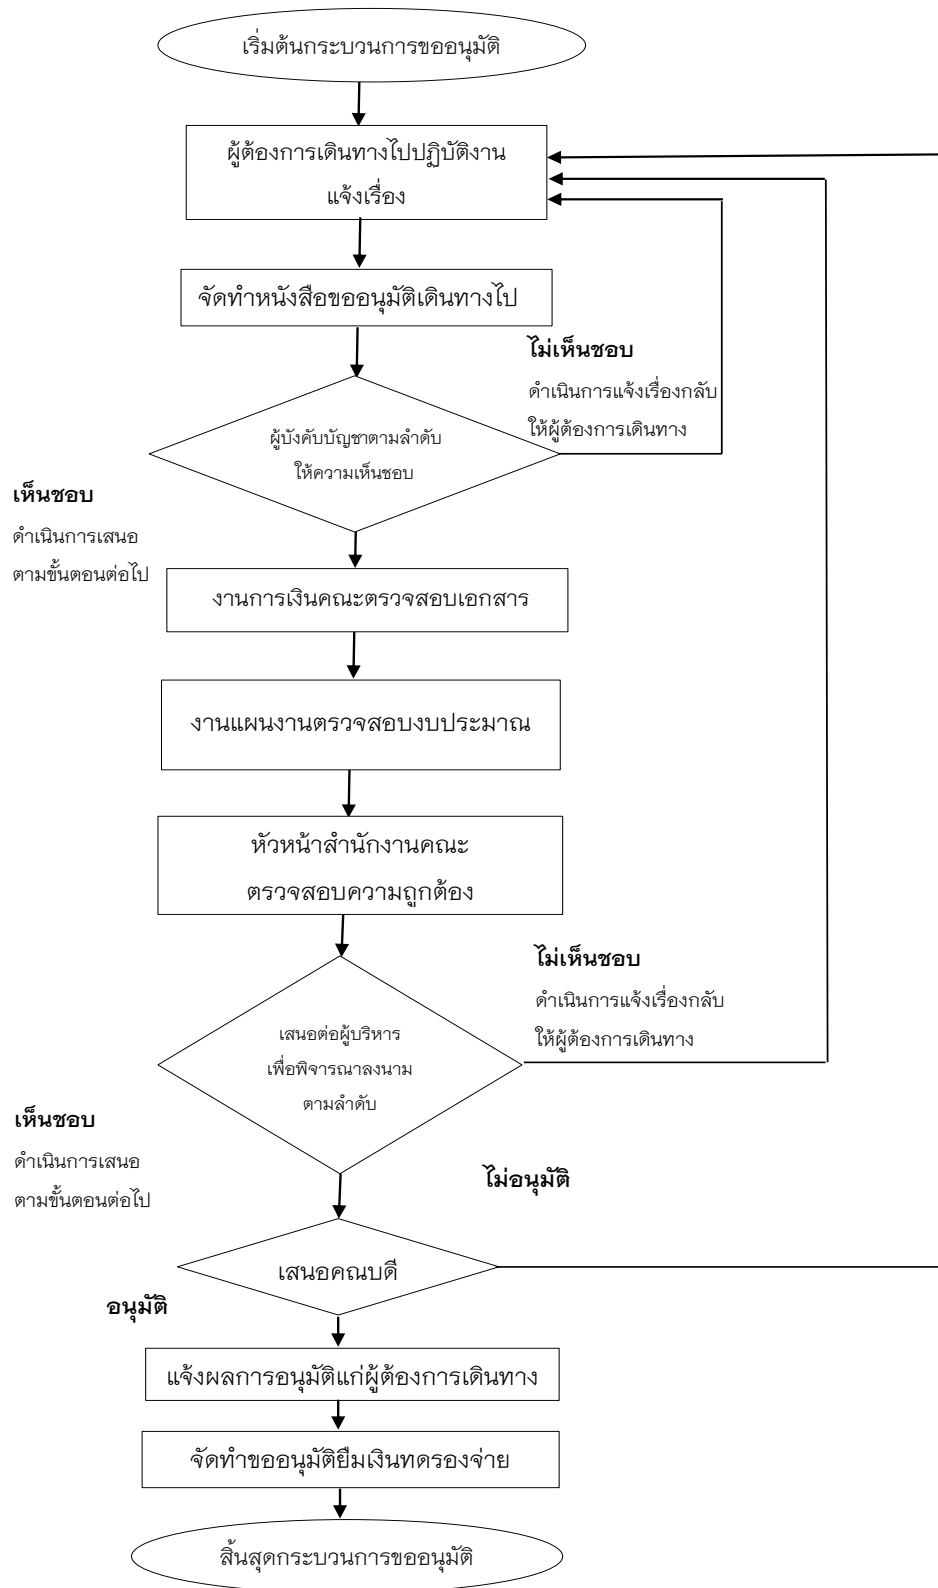 เริ่มต้นกระบวนการขออนุมัติ
ผู้ต้องการเดินทางไปปฏิบัติงาน
แจ้งเรื่อง
จัดทำหนังสือขออนุมัติเดินทางไป
ไม่เห็นชอบ
ดำเนินการแจ้งเรื่องกลับ
ให้ผู้ต้องการเดินทาง
ผู้บังคับบัญชาตามลำดับ
ให้ความเห็นชอบ
เห็นชอบ
ดำเนินการเสนอ
ตามขั้นตอนต่อไป
งานการเงินคณะตรวจสอบเอกสาร
งานแผนงานตรวจสอบงบประมาณ
หัวหน้าสำนักงานคณะ
ตรวจสอบความถูกต้อง
ไม่เห็นชอบ
ดำเนินการแจ้งเรื่องกลับ
ให้ผู้ต้องการเดินทาง
เสนอต่อผู้บริหาร
เพื่อพิจารณาลงนาม
ตามลำดับ
เห็นชอบ
ดำเนินการเสนอ
ตามขั้นตอนต่อไป
ไม่อนุมัติ
เสนอคณบดี
อนุมัติ
แจ้งผลการอนุมัติแก่ผู้ต้องการเดินทาง
จัดทำขออนุมัติยืมเงินทดรองจ่าย
สิ้นสุดกระบวนการขออนุมัติ